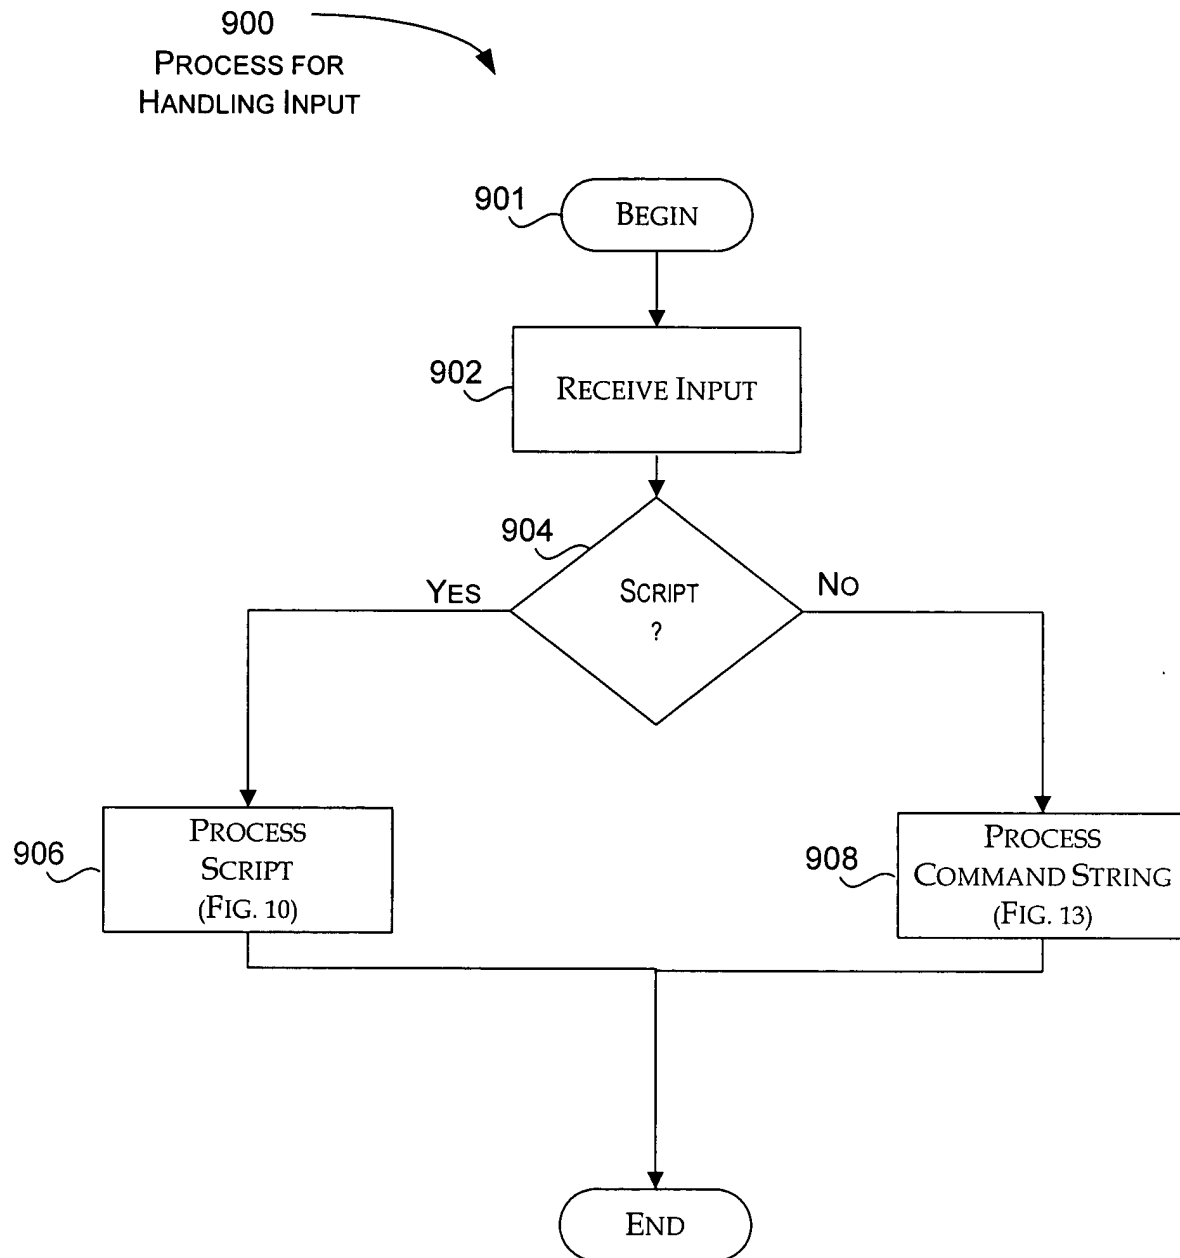 900
PROCESS FOR
HANDLING INPUT
901
BEGIN
902
RECEIVE INPUT
904
SCRIPT
?
YES
NO
906
PROCESS
SCRIPT
(FIG. 10)
908
PROCESS
COMMAND STRING
(FIG. 13)
END